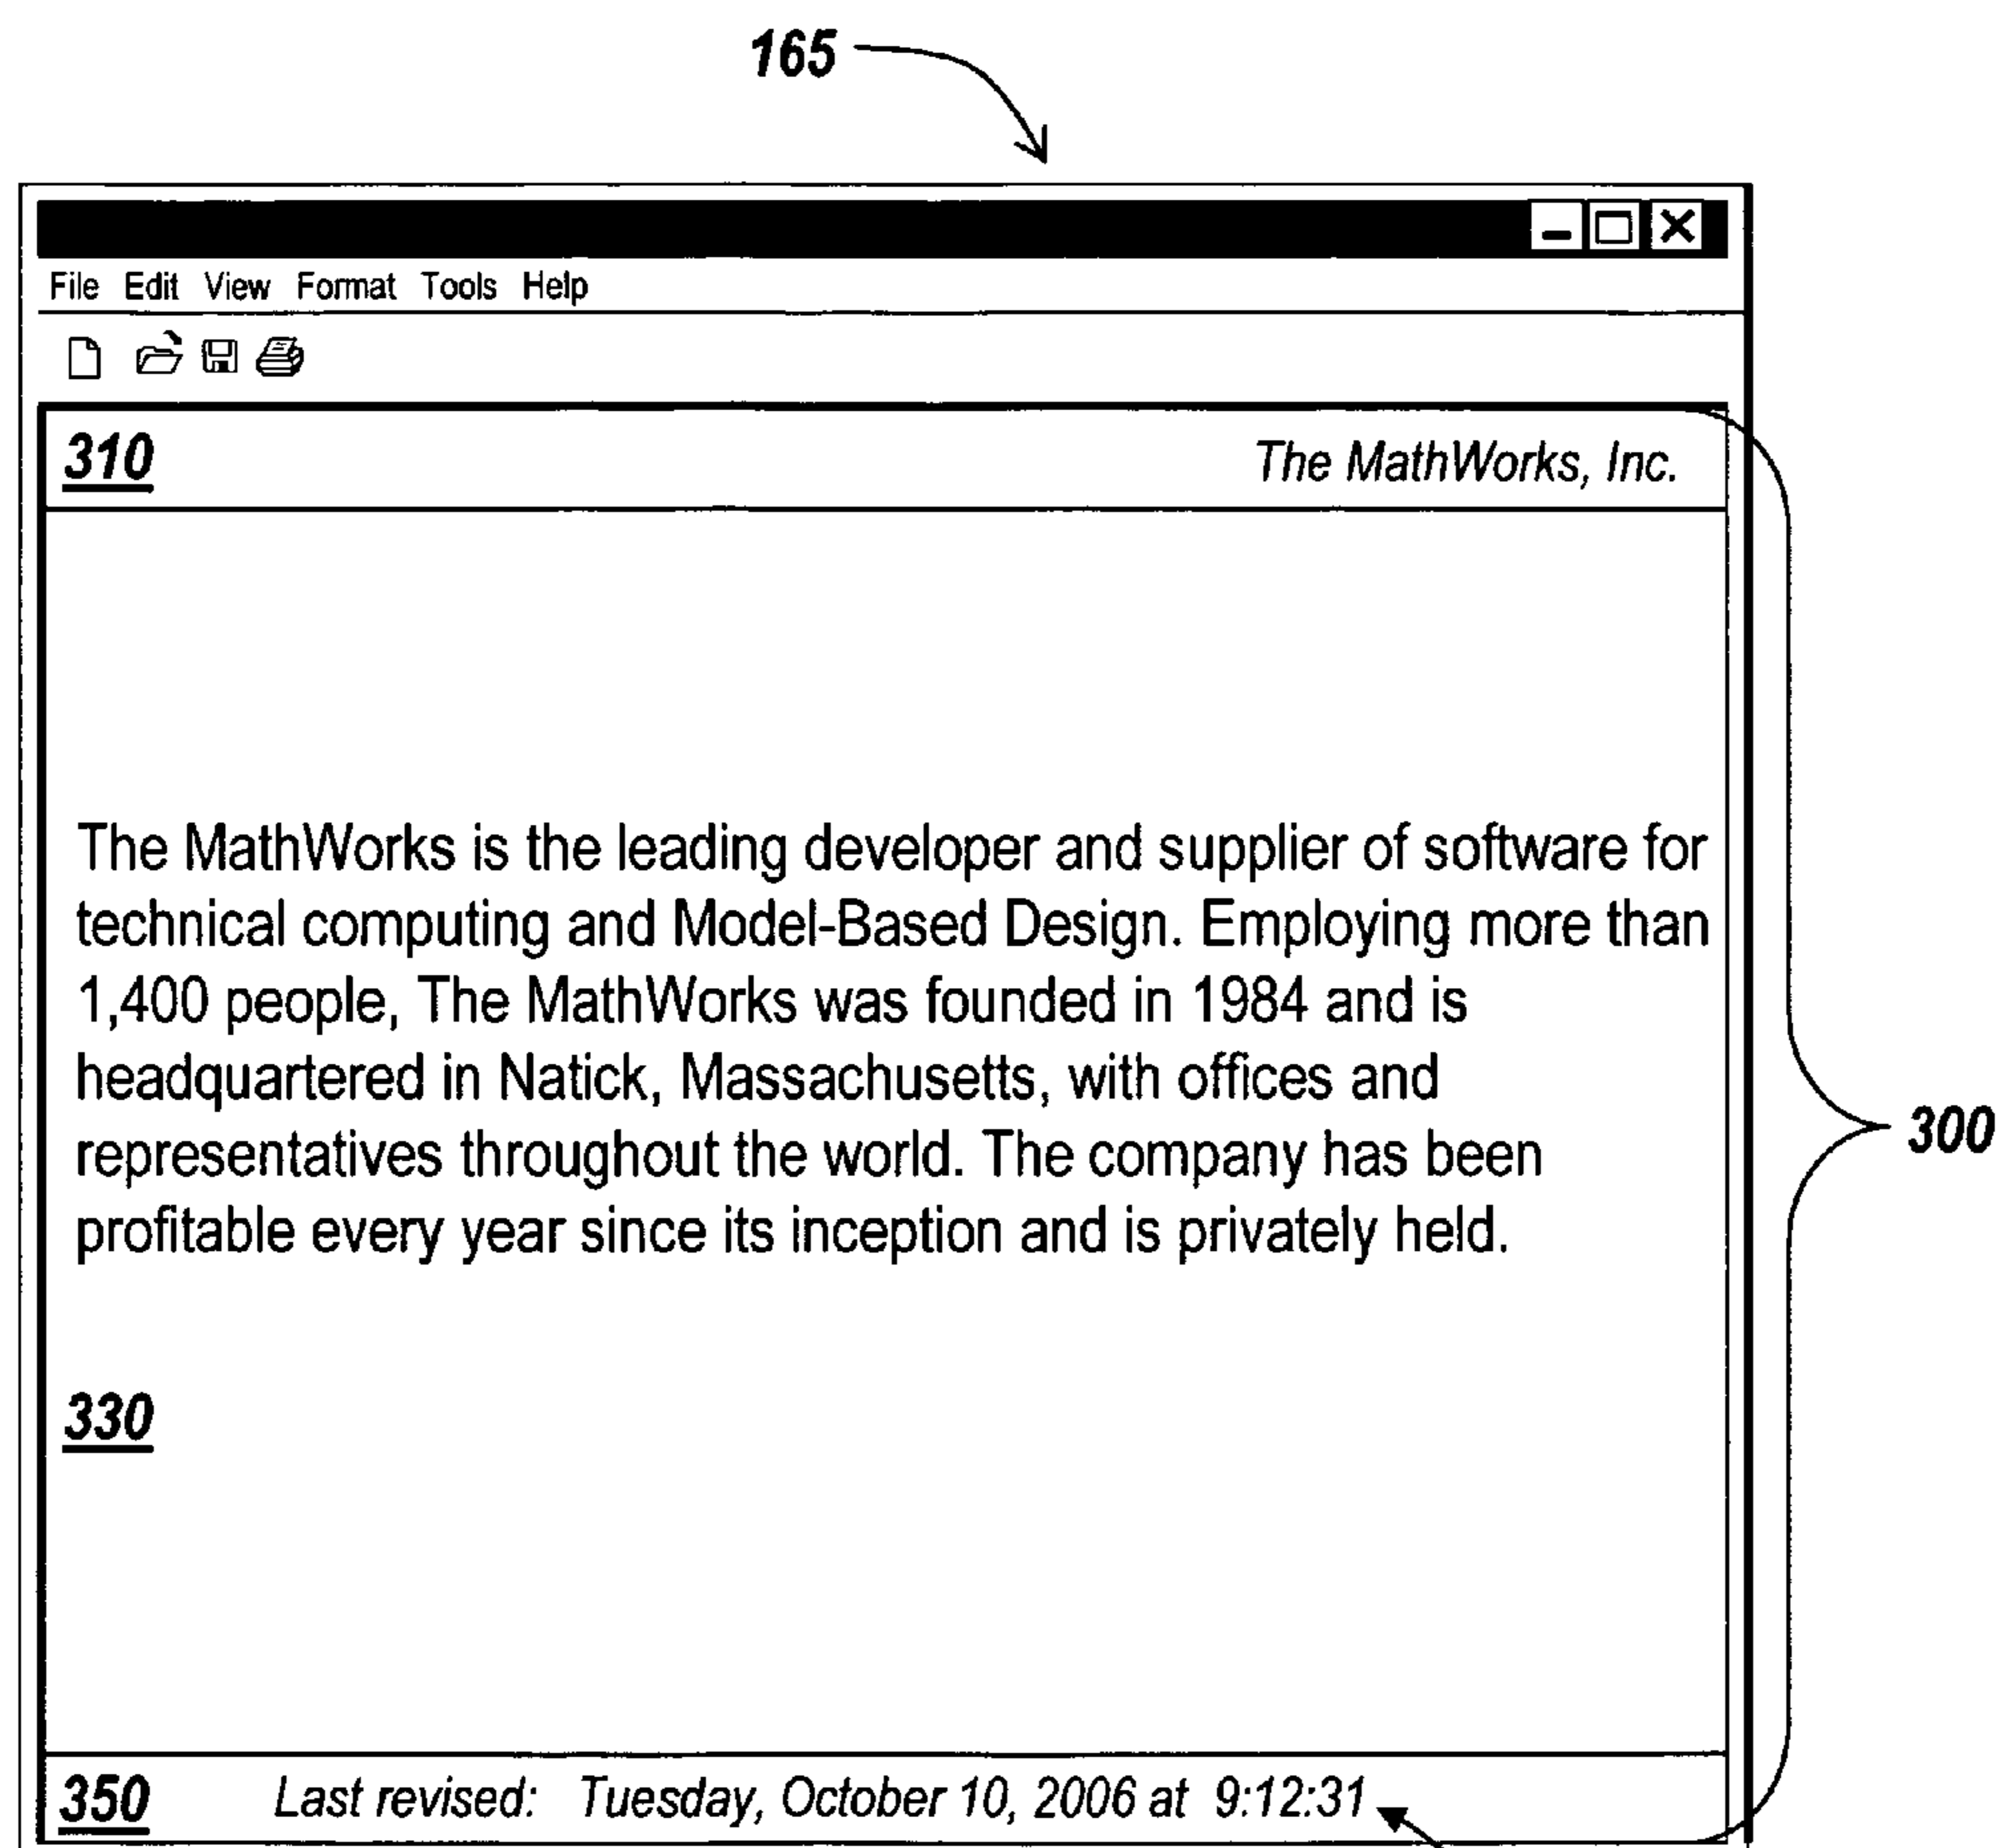 165
File Edit View Format Tools Help
310 The MathWorks, Inc.
The MathWorks is the leading developer and supplier of software for
technical computing and Model-Based Design. Employing more than
1,400 people, The MathWorks was founded in 1984 and is
headquartered in Natick, Massachusetts, with offices and
representatives throughout the world. The company has been
profitable every year since its inception and is privately held.
300
330
350 Last revised: Tuesday, October 10, 2006 at 9:12:31